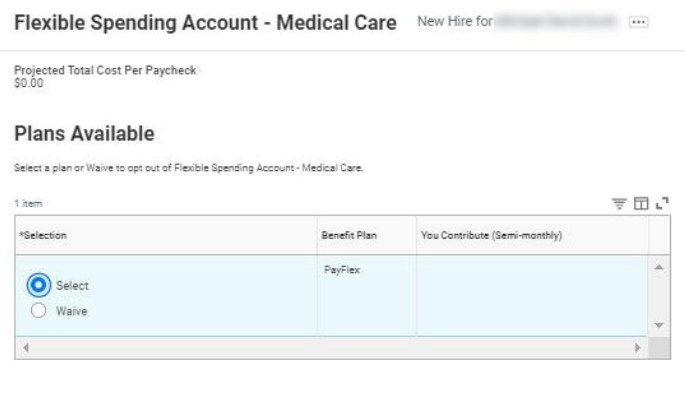 Flexible Spending Account - Medical Care New Hire for
Projected Total Cost Per Paycheck
$0.00
Plans Available
Select a plan or Waive to opt out of Flexible Spending Account - Medical Care.
1 item
*Selection Benefit Plan You Contribute (Semi-monthly)
Select PayFlex
Waive